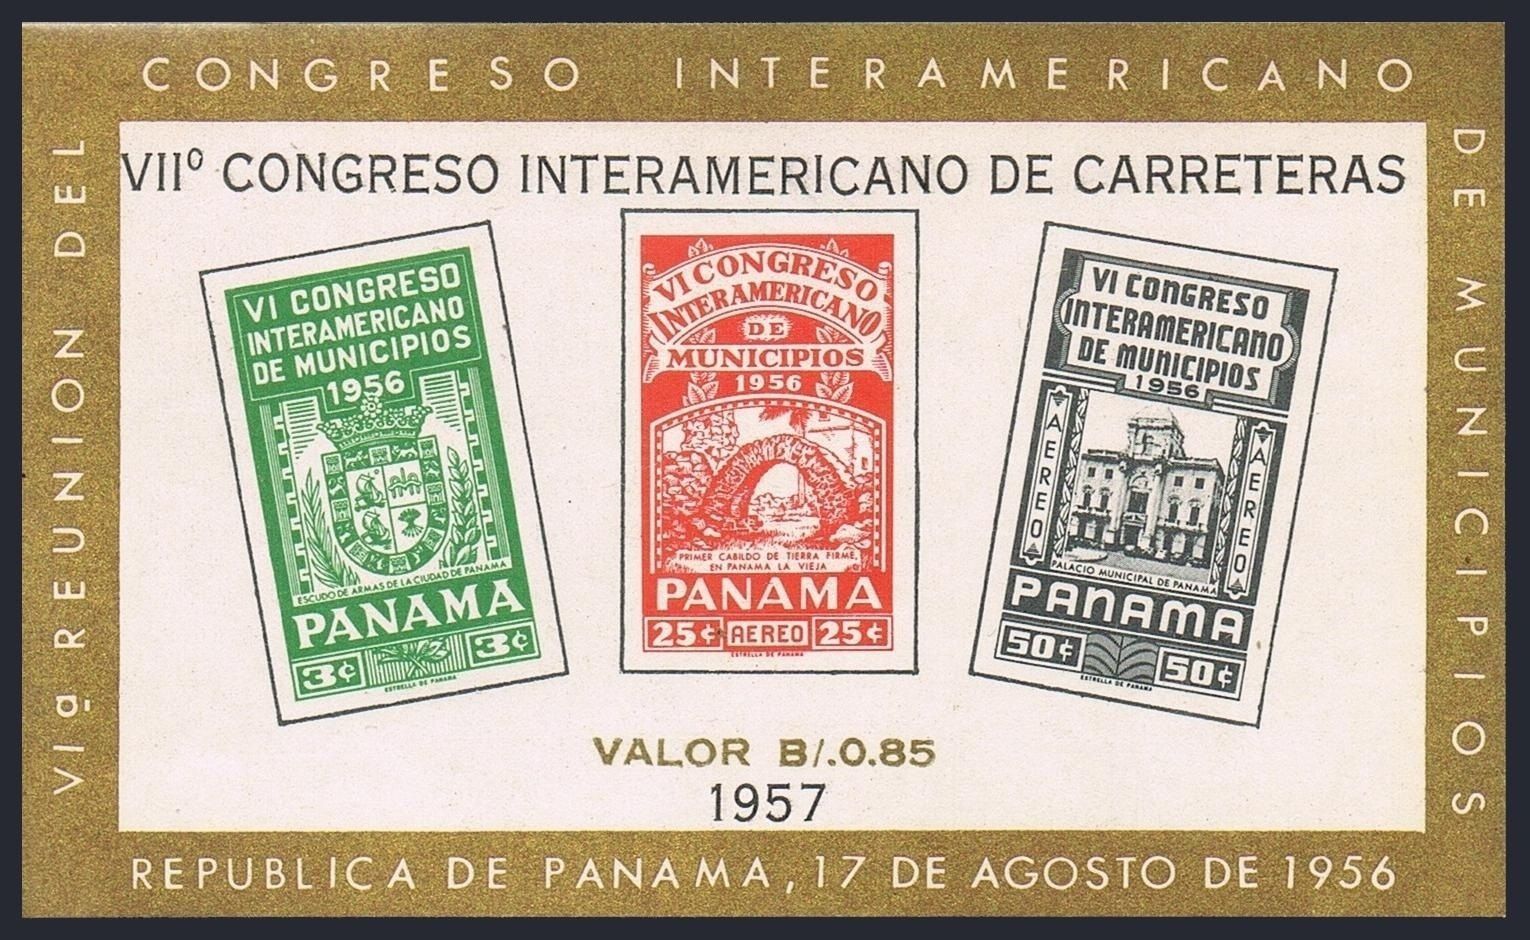 VIª REUNION DEL
CONGRESO INTERAMERICANO
DE MUNICIPIOS
VIIº CONGRESO INTERAMERICANO DE CARRETERAS
VI CONGRESO
INTERAMERICANO
DE MUNICIPIOS
1956
ESCUDO DE ARMAS DE LA CIUDAD DE PANAMA
PANAMA
3¢ 3¢
ESTRELLA DE PANAMA
VI CONGRESO
INTERAMERICANO
DE
MUNICIPIOS
1956
PRIMER CABILDO DE TIERRA FIRME,
EN PANAMA LA VIEJA
PANAMA
25¢ AEREO 25¢
ESTRELLA DE PANAMA
VI CONGRESO
INTERAMERICANO
DE MUNICIPIOS
1956
AEREO
AEREO
PALACIO MUNICIPAL DE PANAMA
PANAMA
50¢ 50¢
ESTRELLA DE PANAMA
VALOR B/.0.85
1957
REPUBLICA DE PANAMA, 17 DE AGOSTO DE 1956